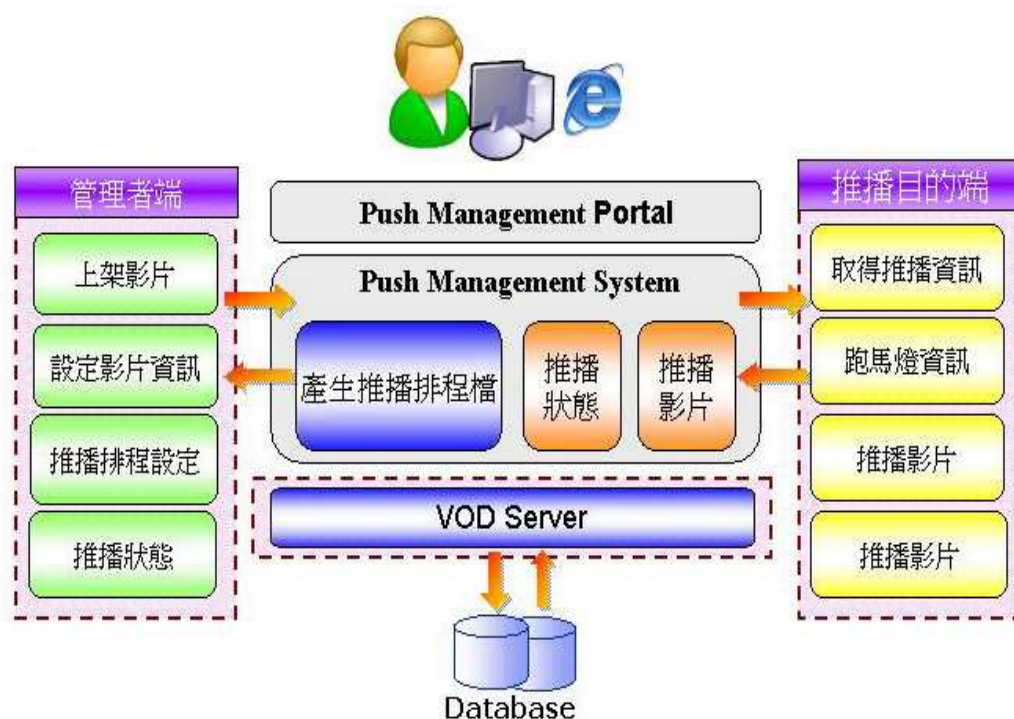 管理者端
上架影片
設定影片資訊
推播排程設定
推播狀態
Push Management Portal
Push Management System
產生推播排程檔
推播
狀態
推播
影片
VOD Server
Database
推播目的端
取得推播資訊
跑馬燈資訊
推播影片
推播影片